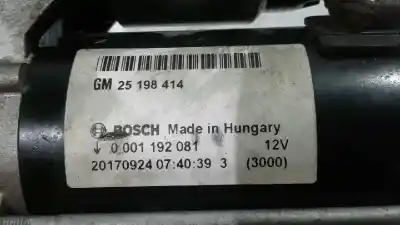 GM 25 198 414
BOSCH Made in Hungary
0 001 192 081 12V
20170924 07:40:39 3 (3000)